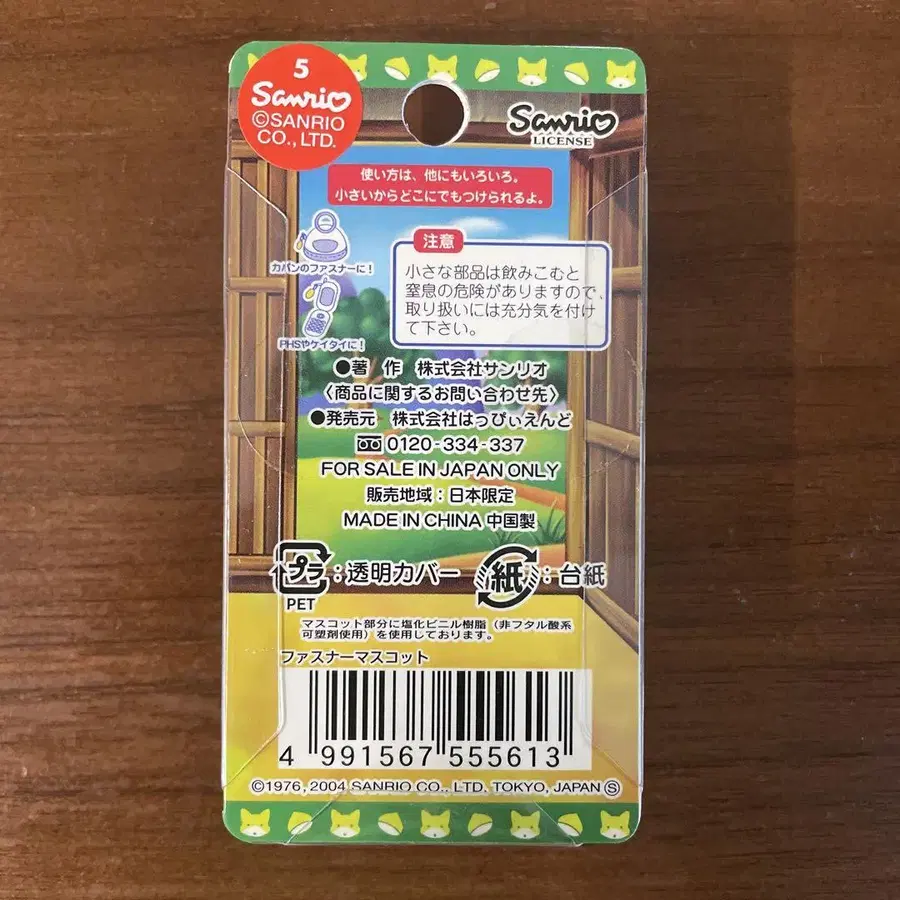 5
Sanrio
©SANRIO
CO., LTD.
Sanrio
LICENSE
使い方は、他にもいろいろ。
小さいからどこにでもつけられるよ。
カバンのファスナーに!
PHSやケイタイに!
注意
小さな部品は飲みこむと
窒息の危険がありますので、
取り扱いには充分気を付け
て下さい。
●著 作 株式会社サンリオ
〈商品に関するお問い合わせ先〉
●発売元 株式会社はっぴぃえんど
0120-334-337
FOR SALE IN JAPAN ONLY
販売地域:日本限定
MADE IN CHINA 中国製
プラ:透明カバー 紙:台紙
PET
マスコット部分に塩化ビニル樹脂(非フタル酸系
可塑剤使用)を使用しております。
ファスナーマスコット
4 991567 555613
©1976, 2004 SANRIO CO., LTD. TOKYO, JAPAN Ⓢ